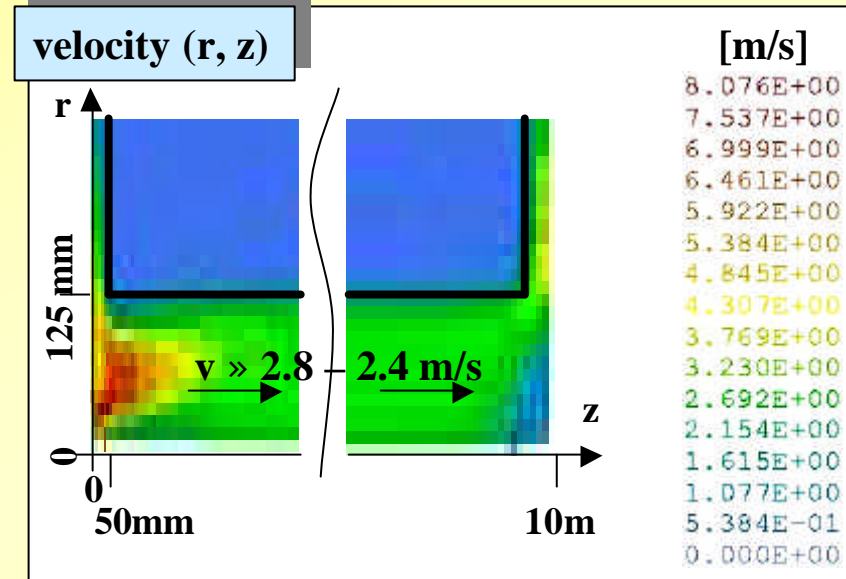 velocity (r, z)
[m/s]
r
8.076E+00
7.537E+00
6.999E+00
6.461E+00
5.922E+00
5.384E+00
4.845E+00
4.307E+00
3.769E+00
3.230E+00
2.692E+00
2.154E+00
1.615E+00
1.077E+00
5.384E-01
0.000E+00
125 mm
v » 2.8 – 2.4 m/s
z
0
0
50mm
10m